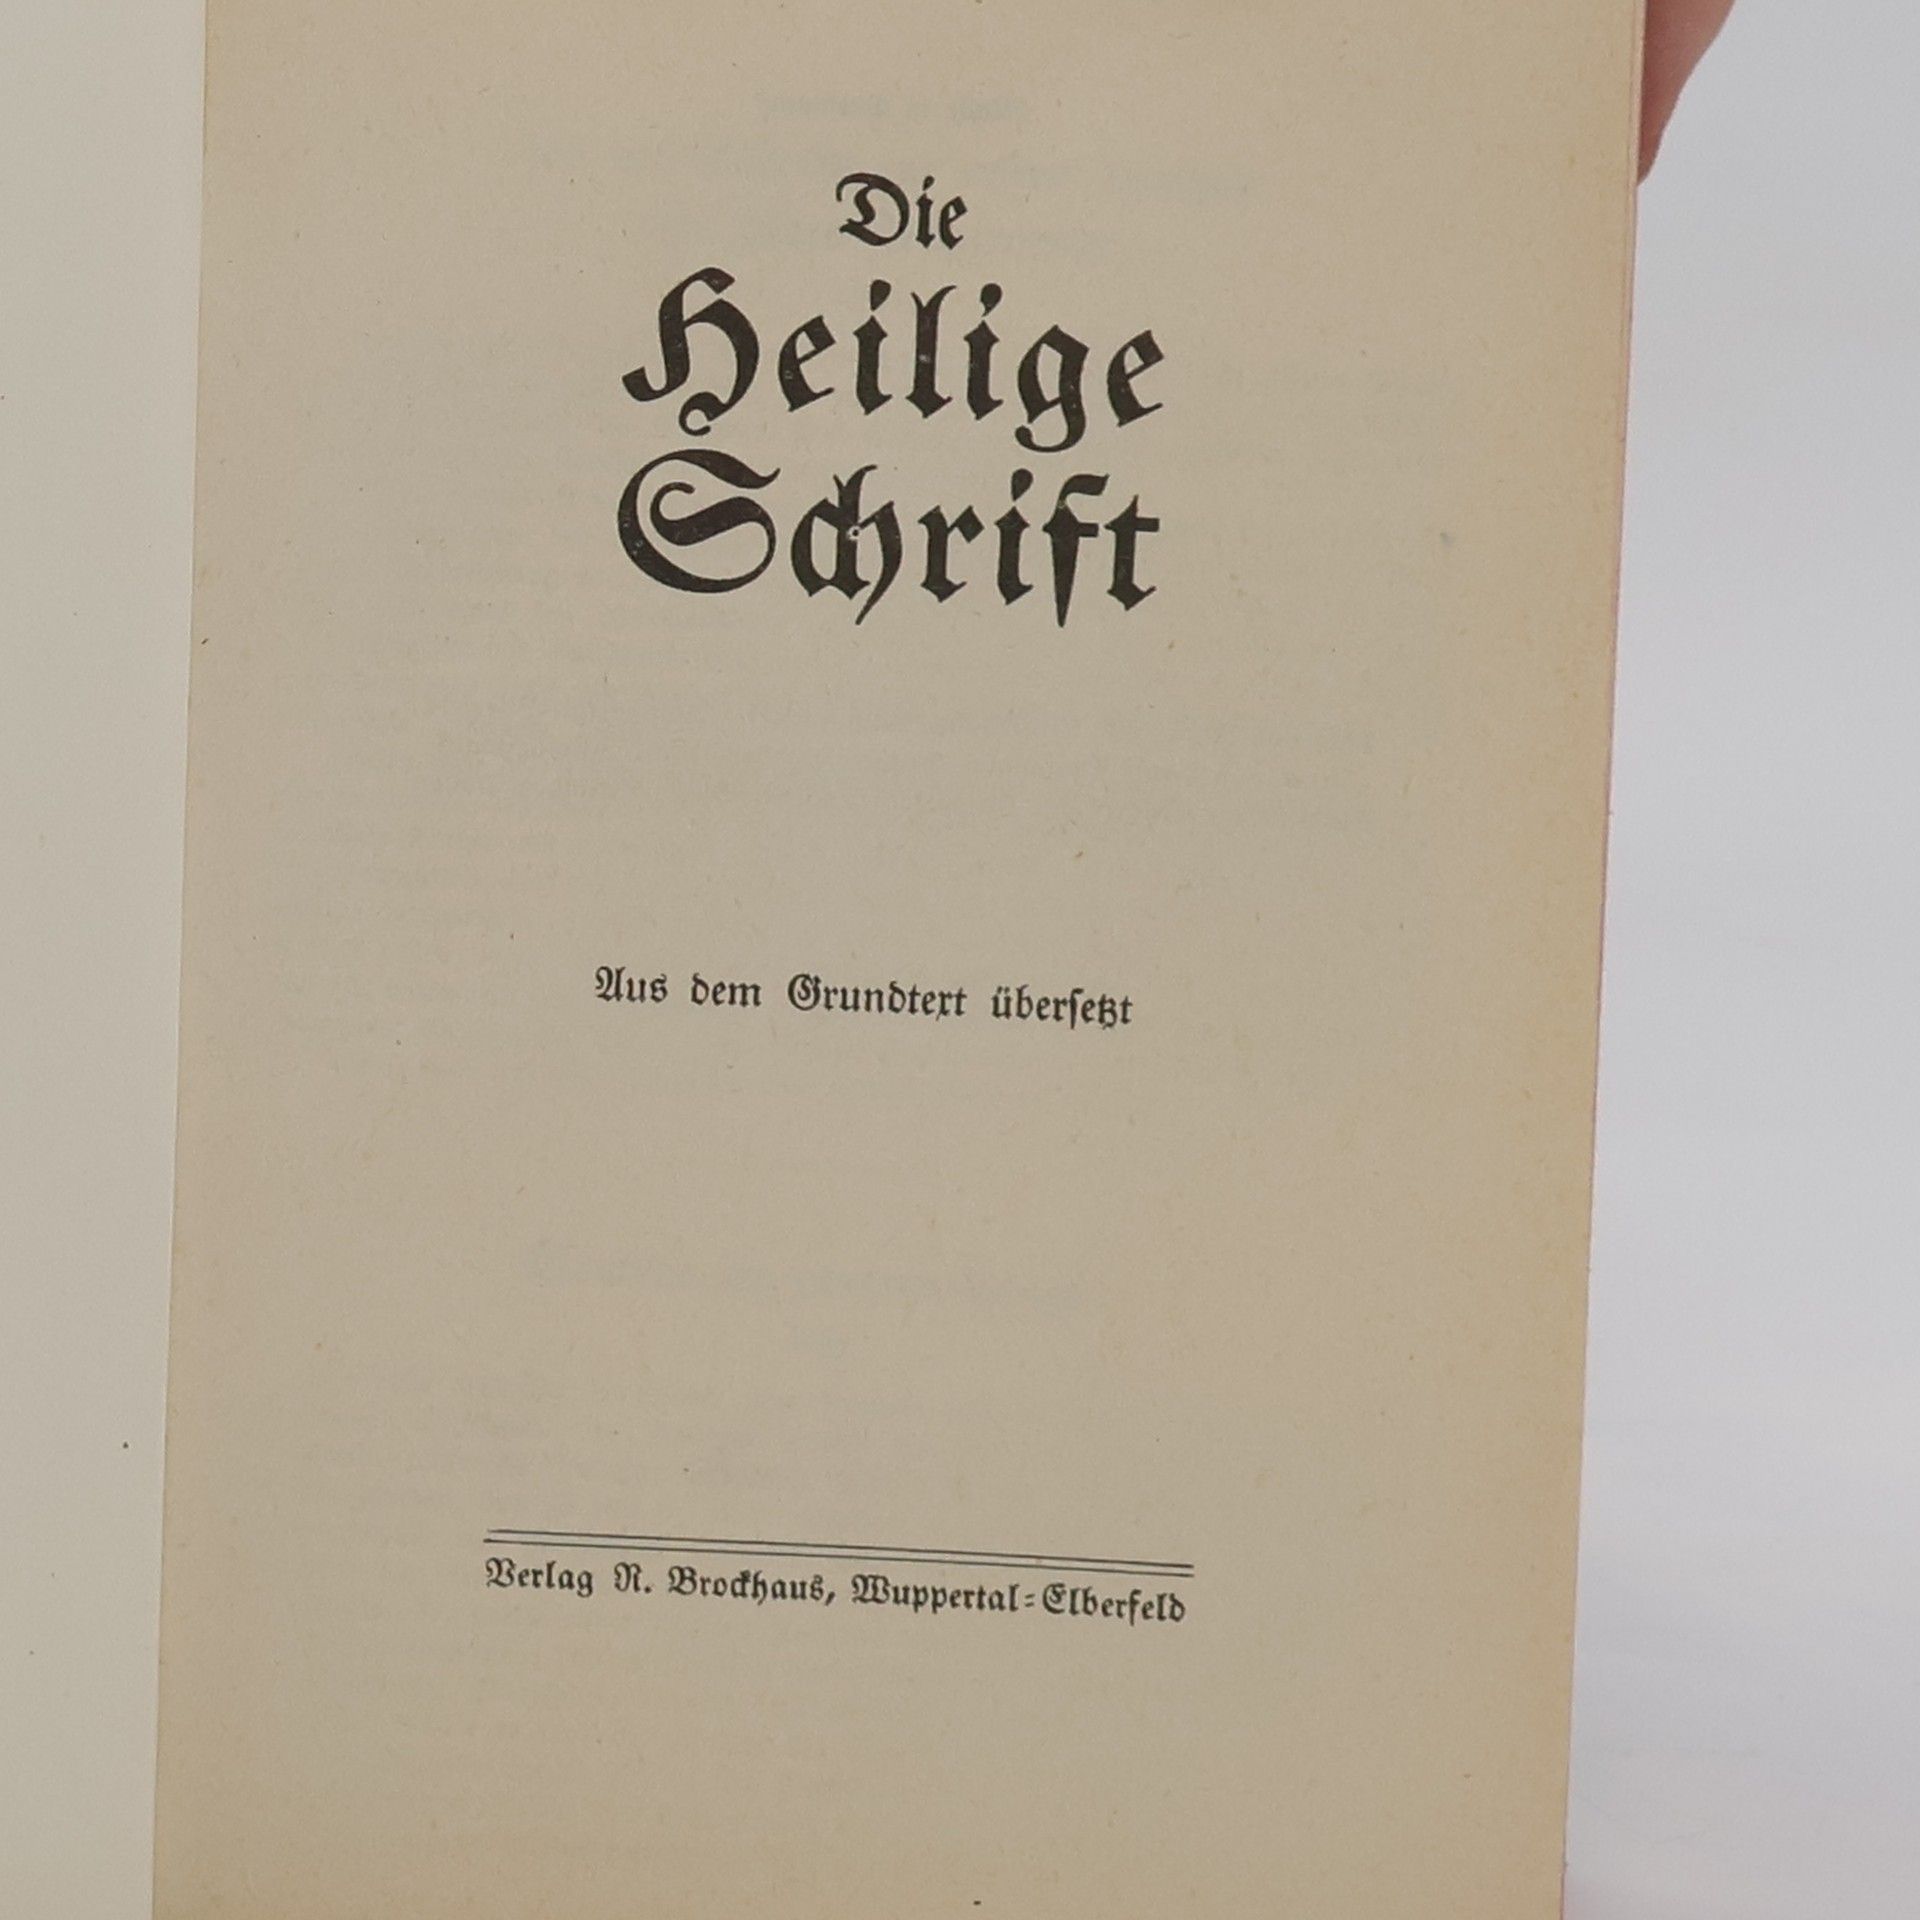 Die
Heilige
Schrift
Aus dem Grundtext überſetzt
Verlag R. Brockhaus, Wuppertal-Elberfeld